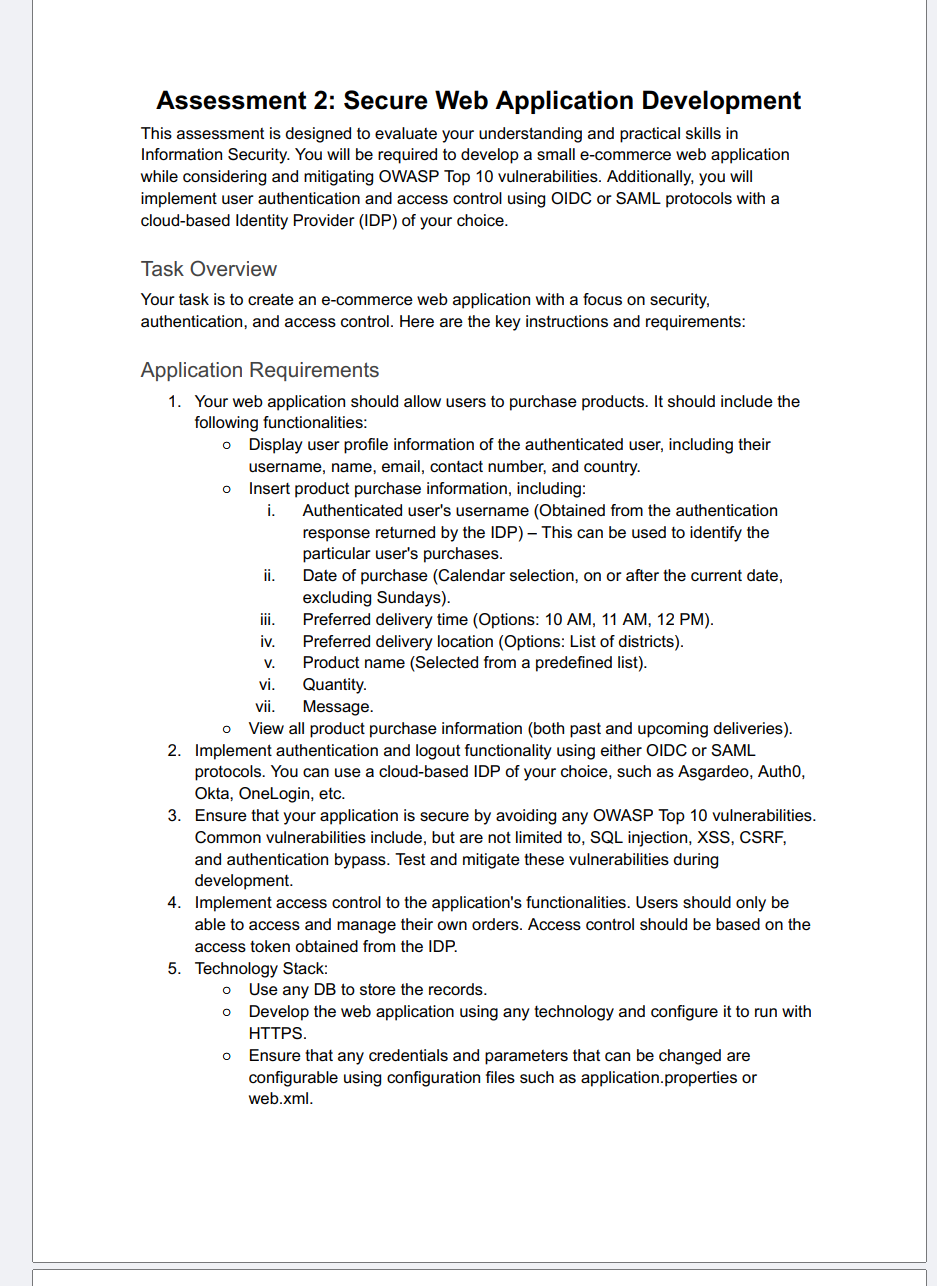 Assessment 2: Secure Web Application Development
This assessment is designed to evaluate your understanding and practical skills in
Information Security. You will be required to develop a small e-commerce web application
while considering and mitigating OWASP Top 10 vulnerabilities. Additionally, you will
implement user authentication and access control using OIDC or SAML protocols with a
cloud-based Identity Provider (IDP) of your choice.
Task Overview
Your task is to create an e-commerce web application with a focus on security,
authentication, and access control. Here are the key instructions and requirements:
Application Requirements
1. Your web application should allow users to purchase products. It should include the
following functionalities:
o Display user profile information of the authenticated user, including their
username, name, email, contact number, and country.
o Insert product purchase information, including:
i. Authenticated user's username (Obtained from the authentication
response returned by the IDP) – This can be used to identify the
particular user's purchases.
ii. Date of purchase (Calendar selection, on or after the current date,
excluding Sundays).
iii. Preferred delivery time (Options: 10 AM, 11 AM, 12 PM).
iv. Preferred delivery location (Options: List of districts).
v. Product name (Selected from a predefined list).
vi. Quantity.
vii. Message.
o View all product purchase information (both past and upcoming deliveries).
2. Implement authentication and logout functionality using either OIDC or SAML
protocols. You can use a cloud-based IDP of your choice, such as Asgardeo, Auth0,
Okta, OneLogin, etc.
3. Ensure that your application is secure by avoiding any OWASP Top 10 vulnerabilities.
Common vulnerabilities include, but are not limited to, SQL injection, XSS, CSRF,
and authentication bypass. Test and mitigate these vulnerabilities during
development.
4. Implement access control to the application's functionalities. Users should only be
able to access and manage their own orders. Access control should be based on the
access token obtained from the IDP.
5. Technology Stack:
o Use any DB to store the records.
o Develop the web application using any technology and configure it to run with
HTTPS.
o Ensure that any credentials and parameters that can be changed are
configurable using configuration files such as application.properties or
web.xml.